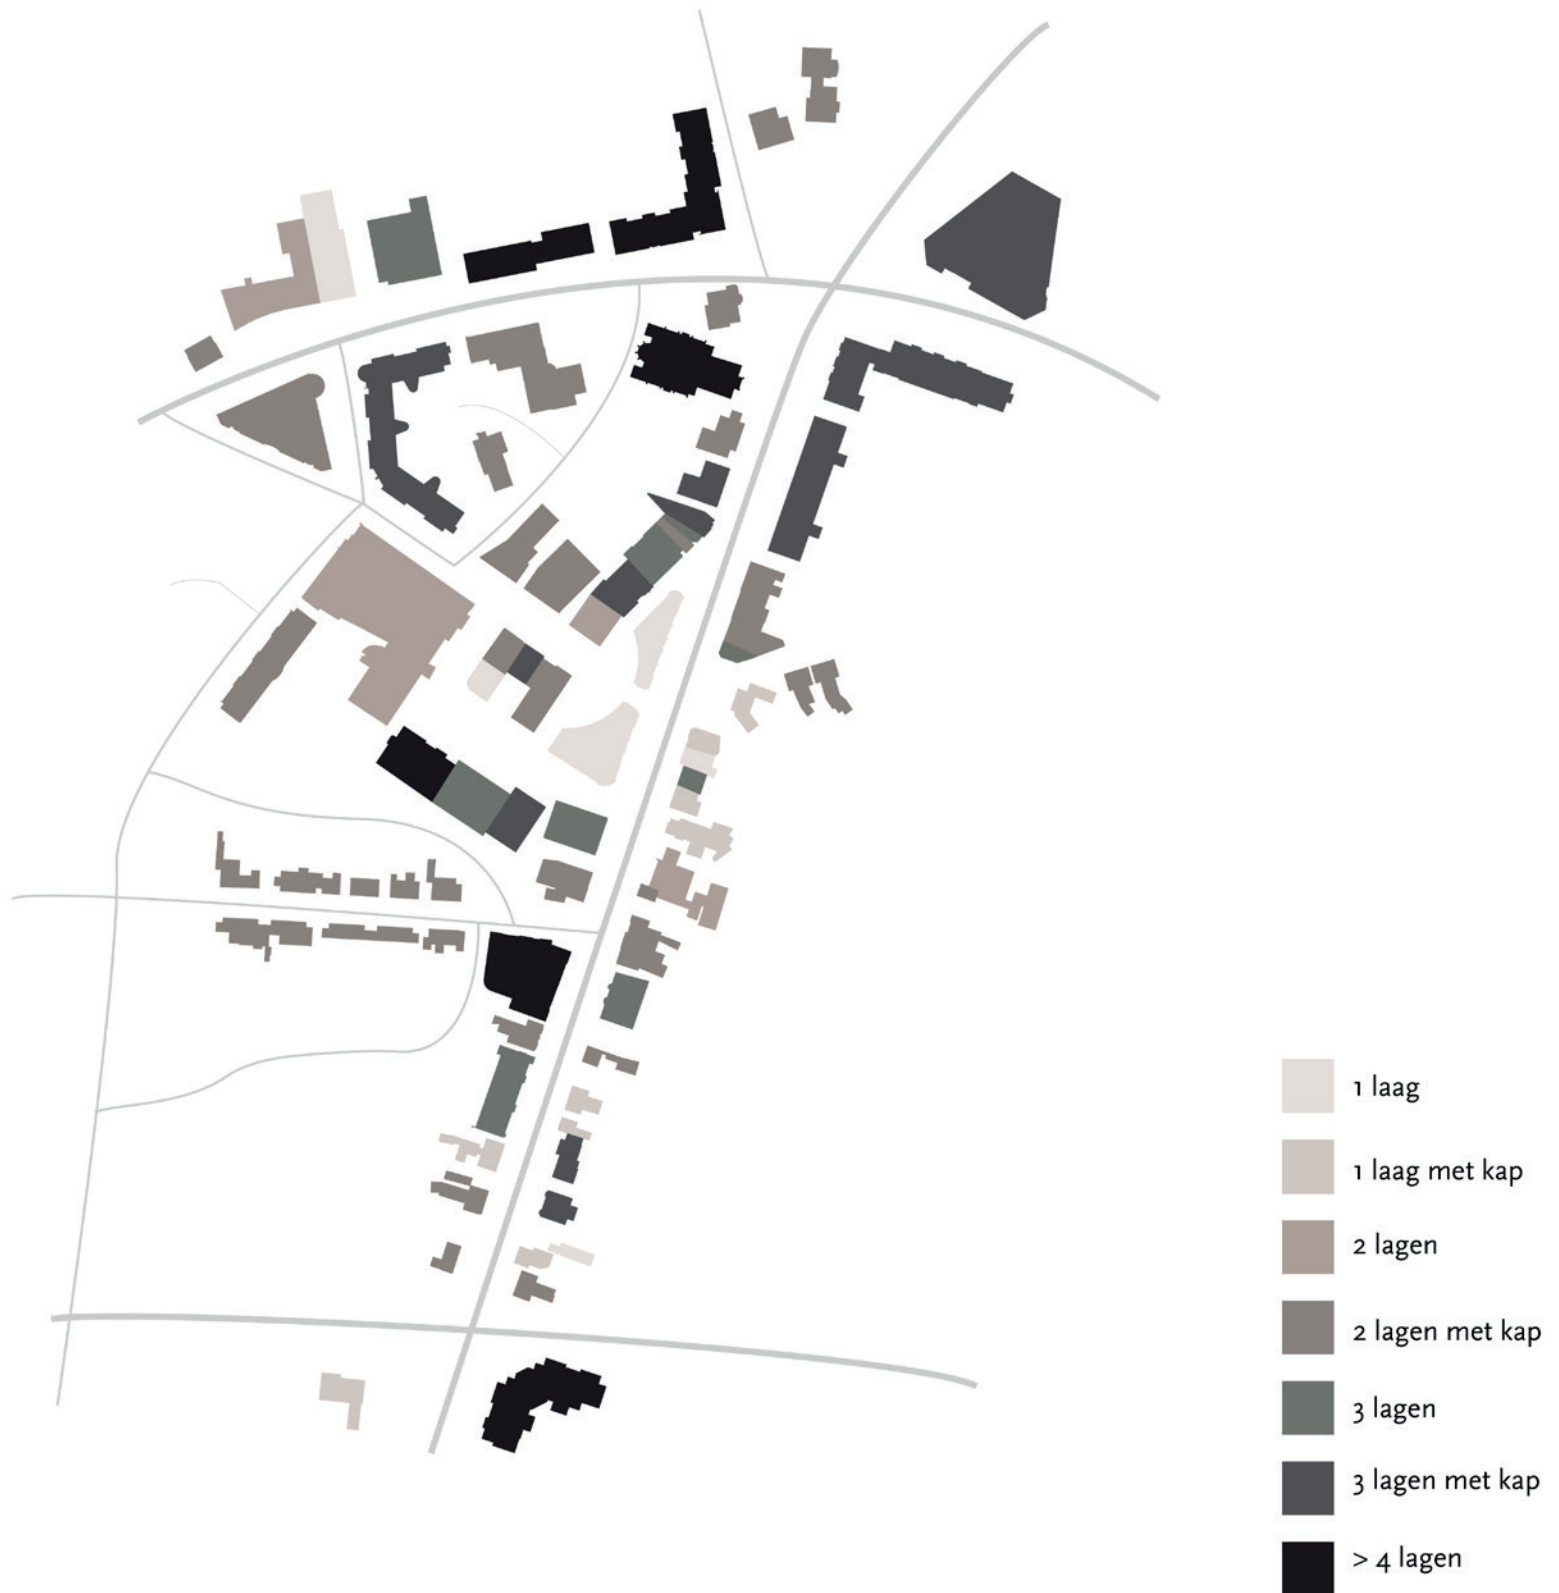 1 laag
1 laag met kap
2 lagen
2 lagen met kap
3 lagen
3 lagen met kap
> 4 lagen